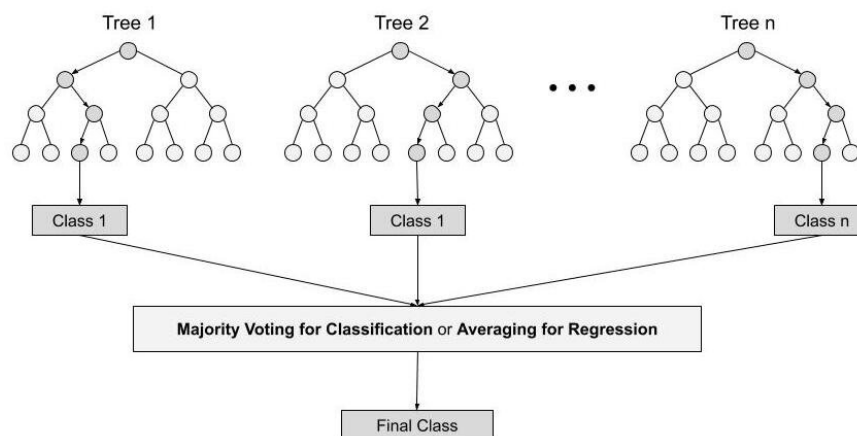 Tree 1
Tree 2
Tree n
Class 1
Class 1
Class n
Majority Voting for Classification or Averaging for Regression
Final Class